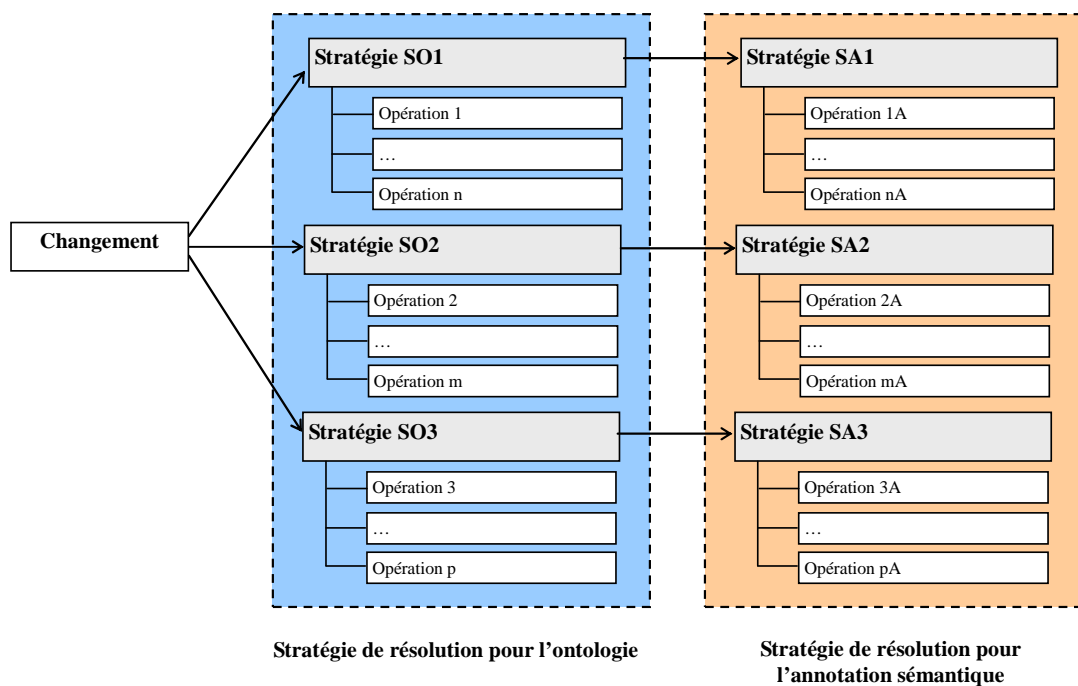 Stratégie SO1
Stratégie SA1
Opération 1
…
Opération n
Opération 1A
…
Opération nA
Changement
Stratégie SO2
Stratégie SA2
Opération 2
…
Opération m
Opération 2A
…
Opération mA
Stratégie SO3
Stratégie SA3
Opération 3
…
Opération p
Opération 3A
…
Opération pA
Stratégie de résolution pour l’ontologie
Stratégie de résolution pour
l’annotation sémantique